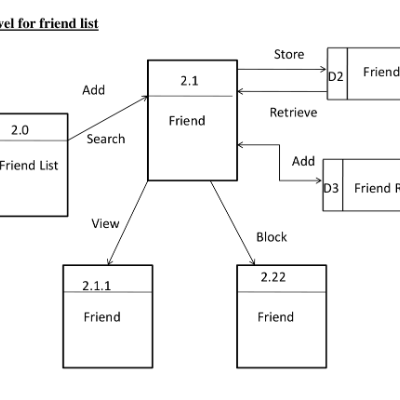 vel for friend list
Store
2.1
D2
Friend
Add
Retrieve
2.0
Friend
Search
Friend List
Add
D3
Friend R
View
Block
2.1.1
2.22
Friend
Friend